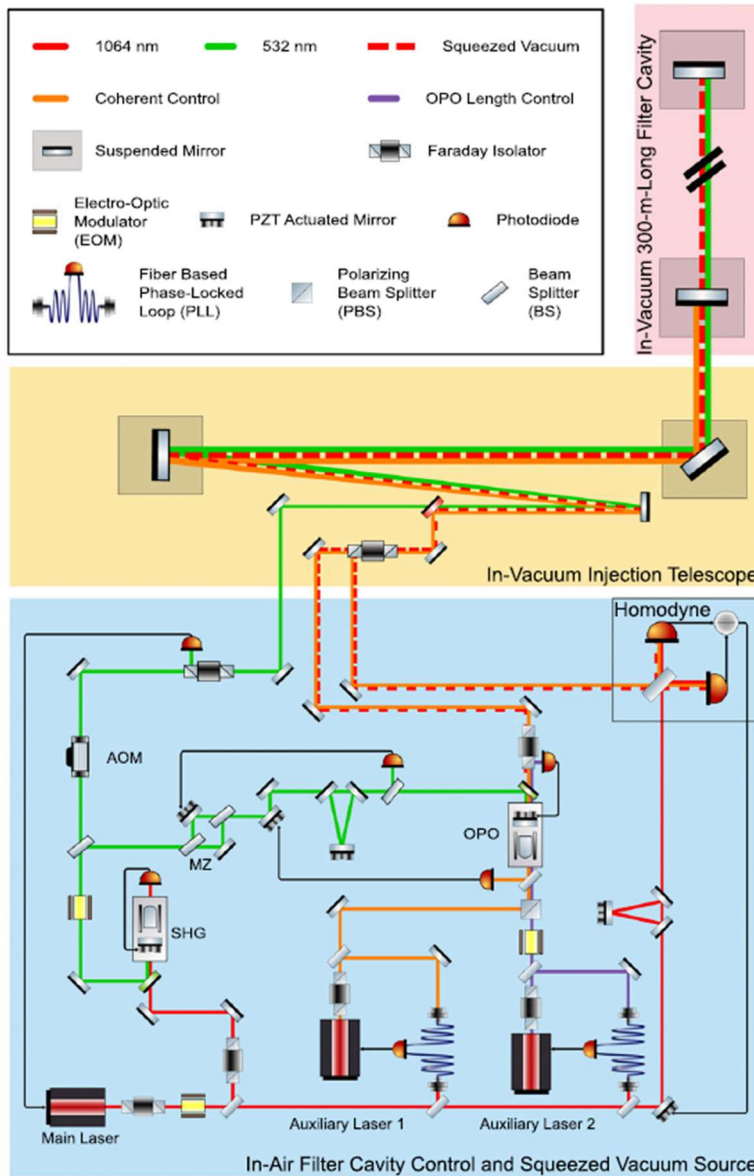 1064 nm
532 nm
Squeezed Vacuum
Coherent Control
OPO Length Control
Suspended Mirror
Faraday Isolator
Electro-Optic
Modulator
(EOM)
PZT Actuated Mirror
Photodiode
Fiber Based
Phase-Locked
Loop (PLL)
Polarizing
Beam Splitter
(PBS)
Beam
Splitter
(BS)
In-Vacuum 300-m-Long Filter Cavity
In-Vacuum Injection Telescope
Homodyne
AOM
MZ
OPO
SHG
Main Laser
Auxiliary Laser 1
Auxiliary Laser 2
In-Air Filter Cavity Control and Squeezed Vacuum Source